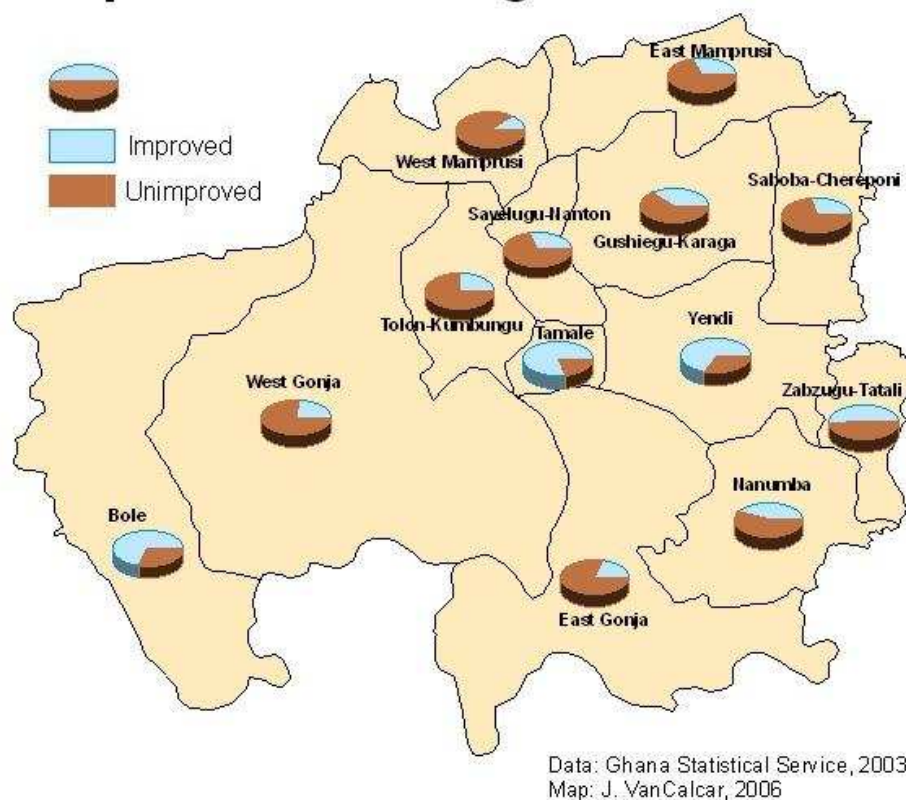 Improved
Unimproved
East Mamprusi
West Mamprusi
Saboba-Chereponi
Savelugu-Nanton
Gushiegu-Karaga
Tolon-Kumbungu
Tamale
Yendi
West Gonja
Zabzugu-Tatali
Nanumba
Bole
East Gonja
Data: Ghana Statistical Service, 2003
Map: J. VanCalcar, 2006